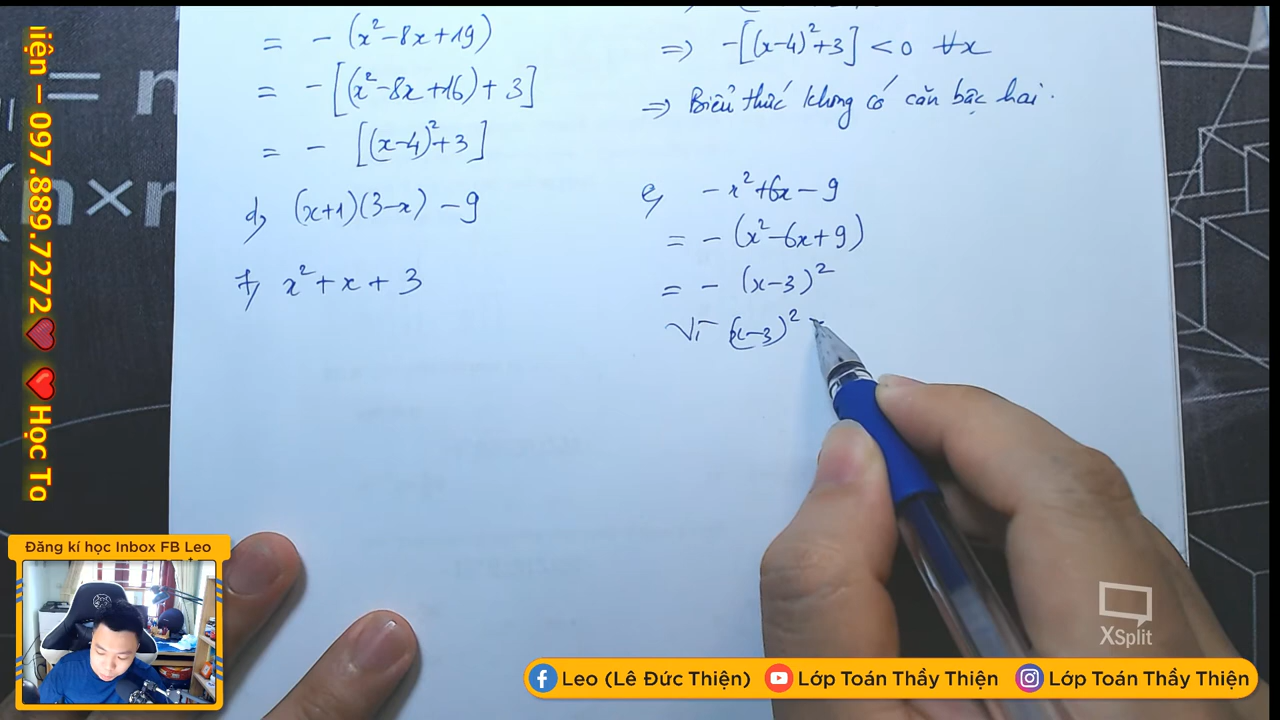 = - (x²-8x+19)
= - [(x²-8x+16)+3]
= - [(x-4)²+3]
d, (x+1)(3-x) -9
f, x²+x+3
=> -[(x-4)²+3] <0 ∀x
=> Biểu thức không có căn bậc hai.
e, -x²+6x-9
= - (x²-6x+9)
= - (x-3)²
Vì (x-3)²
iện – 097.889.7272 ❤ ❤ Học To
Đăng kí học Inbox FB Leo
XSplit
Leo (Lê Đức Thiện) Lớp Toán Thầy Thiện Lớp Toán Thầy Thiện